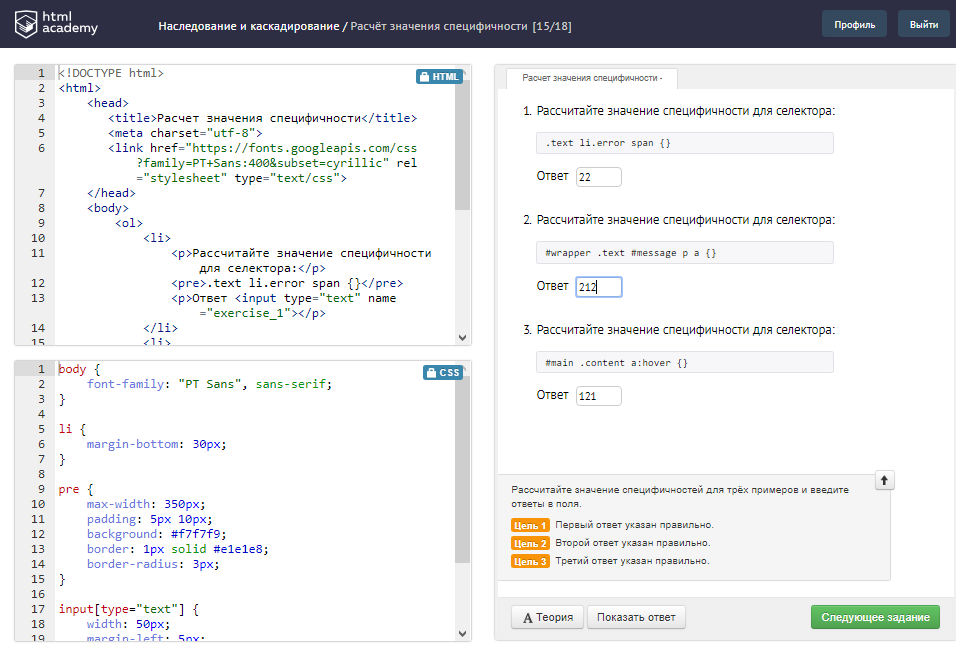 html
academy
Наследование и каскадирование / Расчёт значения специфичности [15/18]
Профиль
Выйти
HTML
1 <!DOCTYPE html>
2 <html>
3 <head>
4 <title>Расчет значения специфичности</title>
5 <meta charset="utf-8">
6 <link href="https://fonts.googleapis.com/css
?family=PT+Sans:400&subset=cyrillic" rel
="stylesheet" type="text/css">
7 </head>
8 <body>
9 <ol>
10 <li>
11 <p>Рассчитайте значение специфичности
для селектора:</p>
12 <pre>.text li.error span {}</pre>
13 <p>Ответ <input type="text" name
="exercise_1"></p>
14 </li>
15 <li>
CSS
1 body {
2 font-family: "PT Sans", sans-serif;
3 }
4
5 li {
6 margin-bottom: 30px;
7 }
8
9 pre {
10 max-width: 350px;
11 padding: 5px 10px;
12 background: #f7f7f9;
13 border: 1px solid #e1e1e8;
14 border-radius: 3px;
15 }
16
17 input[type="text"] {
18 width: 50px;
19 margin-left: 5px;
Расчет значения специфичности -
1. Рассчитайте значение специфичности для селектора:
.text li.error span {}
Ответ 22
2. Рассчитайте значение специфичности для селектора:
#wrapper .text #message p a {}
Ответ 212
3. Рассчитайте значение специфичности для селектора:
#main .content a:hover {}
Ответ 121
Рассчитайте значение специфичностей для трёх примеров и введите
ответы в поля.
Цель 1 Первый ответ указан правильно.
Цель 2 Второй ответ указан правильно.
Цель 3 Третий ответ указан правильно.
A Теория
Показать ответ
Следующее задание